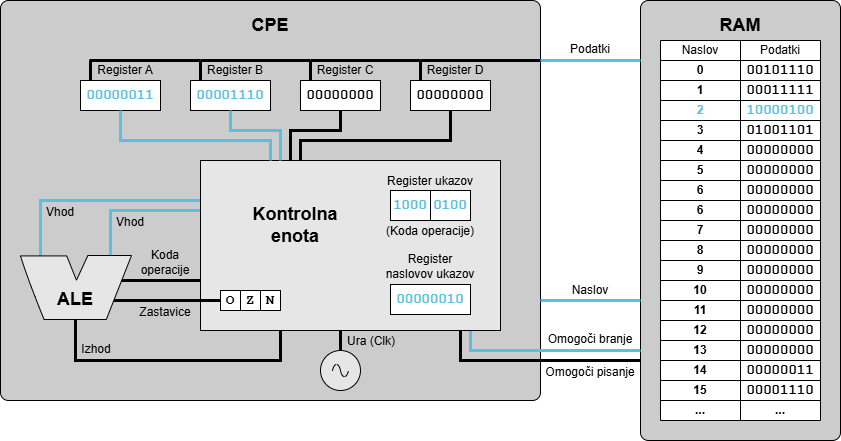 CPE
RAM
Podatki
Register A
Register B
Register C
Register D
00000011
00001110
00000000
00000000
Naslov Podatki
0 00101110
1 00011111
2 10000100
3 01001101
4 00000000
5 00000000
6 00000000
6 00000000
7 00000000
8 00000000
9 00000000
10 00000000
11 00000000
12 00000000
13 00000000
14 00000011
15 00001110
... ...
Kontrolna
enota
Register ukazov
1000 0100
(Koda operacije)
Register
naslovov ukazov
00000010
Vhod
Vhod
ALE
Koda
operacije
Zastavice
O Z N
Izhod
Ura (Clk)
Naslov
Omogoči branje
Omogoči pisanje